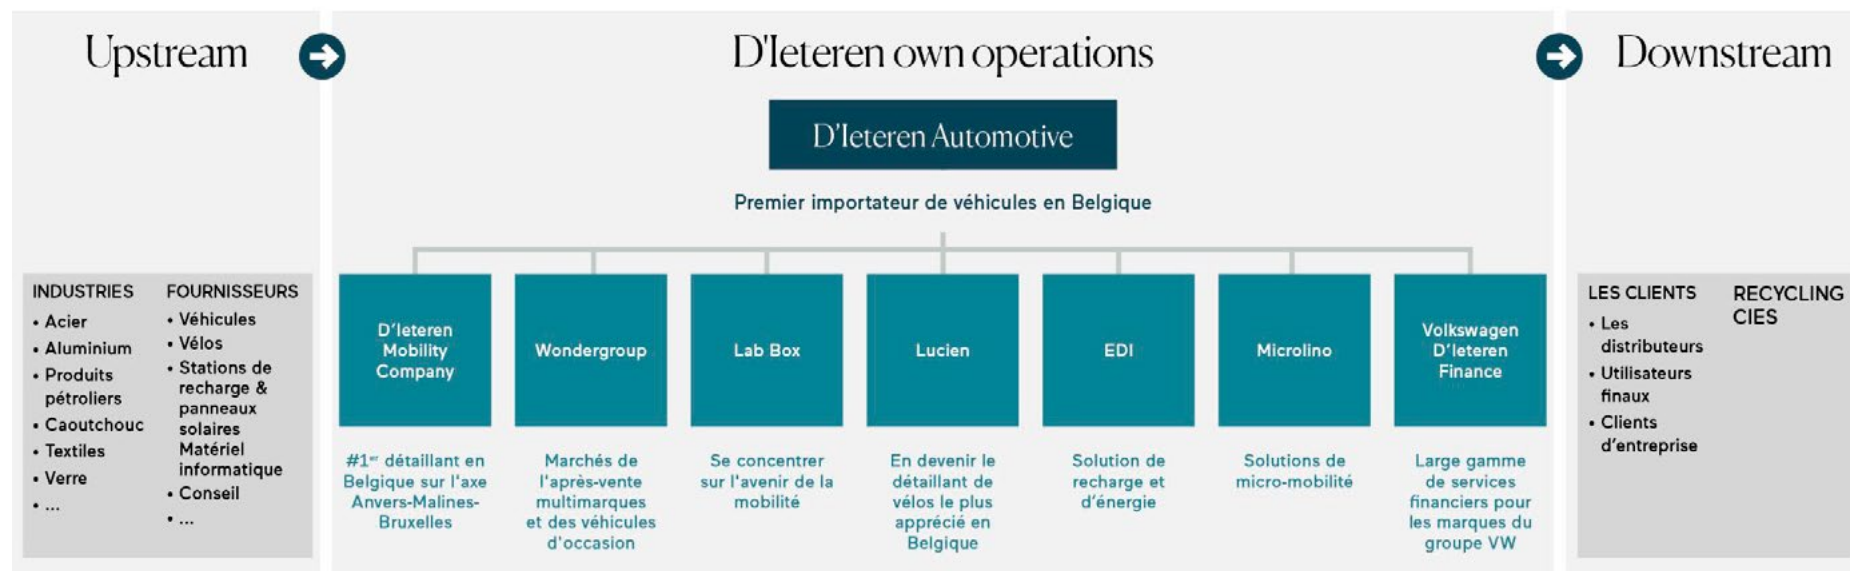 Upstream
D'Ieteren own operations
Downstream
D'Ieteren Automotive
Premier importateur de véhicules en Belgique
INDUSTRIES
• Acier
• Aluminium
• Produits
pétroliers
• Caoutchouc
• Textiles
• Verre
• ...
FOURNISSEURS
• Véhicules
• Vélos
• Stations de
recharge &
panneaux
solaires
Matériel
informatique
• Conseil
• ...
D'Ieteren
Mobility
Company
#1er détaillant en
Belgique sur l'axe
Anvers-Malines-
Bruxelles
Wondergroup
Marchés de
l'après-vente
multimarques
et des véhicules
d'occasion
Lab Box
Se concentrer
sur l'avenir de la
mobilité
Lucien
En devenir le
détaillant de
vélos le plus
apprécié en
Belgique
EDI
Solution de
recharge et
d'énergie
Microlino
Solutions de
micro-mobilité
Volkswagen
D'Ieteren
Finance
Large gamme
de services
financiers pour
les marques du
groupe VW
LES CLIENTS
• Les
distributeurs
• Utilisateurs
finaux
• Clients
d'entreprise
RECYCLING
CIES